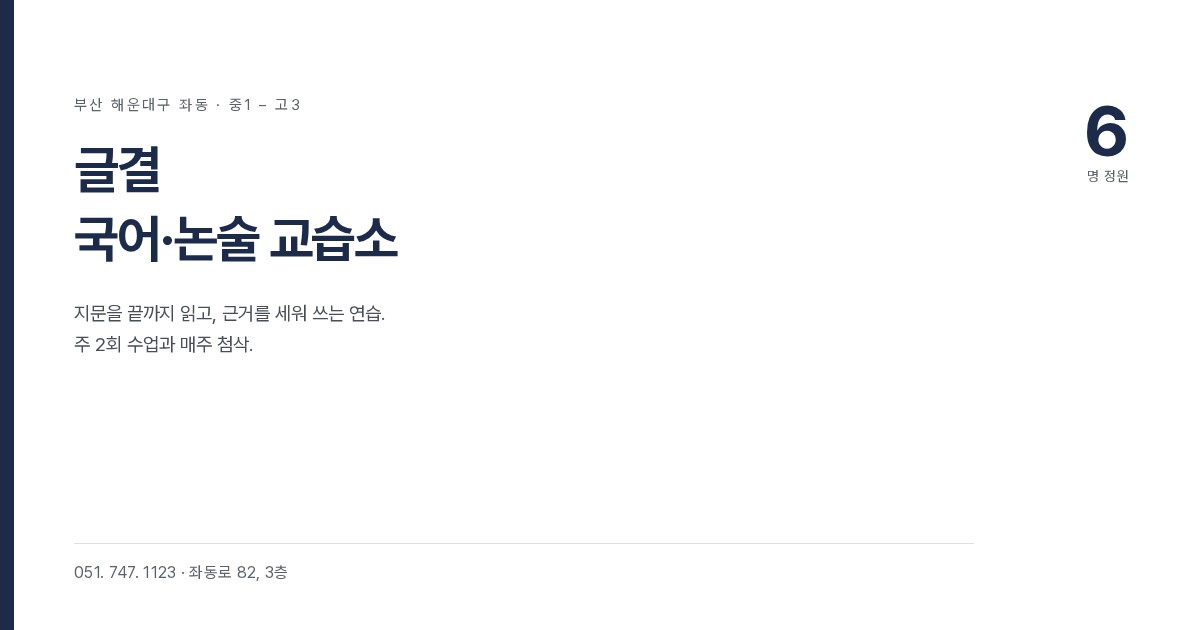 부산 해운대구 좌동 · 중1 – 고3
글결
국어·논술 교습소
지문을 끝까지 읽고, 근거를 세워 쓰는 연습.
주 2회 수업과 매주 첨삭.
6
명 정원
051. 747. 1123 · 좌동로 82, 3층